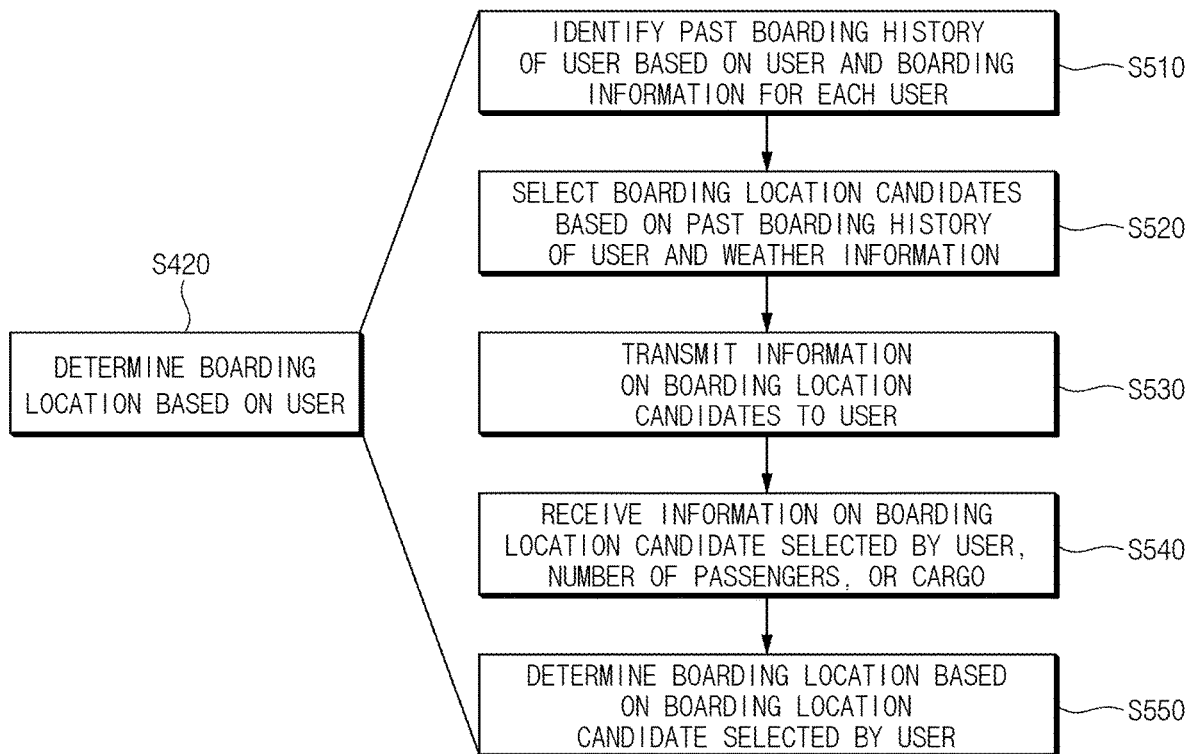 S420
DETERMINE BOARDING
LOCATION BASED ON USER
IDENTIFY PAST BOARDING HISTORY
OF USER BASED ON USER AND BOARDING
INFORMATION FOR EACH USER
S510
SELECT BOARDING LOCATION CANDIDATES
BASED ON PAST BOARDING HISTORY
OF USER AND WEATHER INFORMATION
S520
TRANSMIT INFORMATION
ON BOARDING LOCATION
CANDIDATES TO USER
S530
RECEIVE INFORMATION ON BOARDING
LOCATION CANDIDATE SELECTED BY USER,
NUMBER OF PASSENGERS, OR CARGO
S540
DETERMINE BOARDING LOCATION BASED
ON BOARDING LOCATION
CANDIDATE SELECTED BY USER
S550